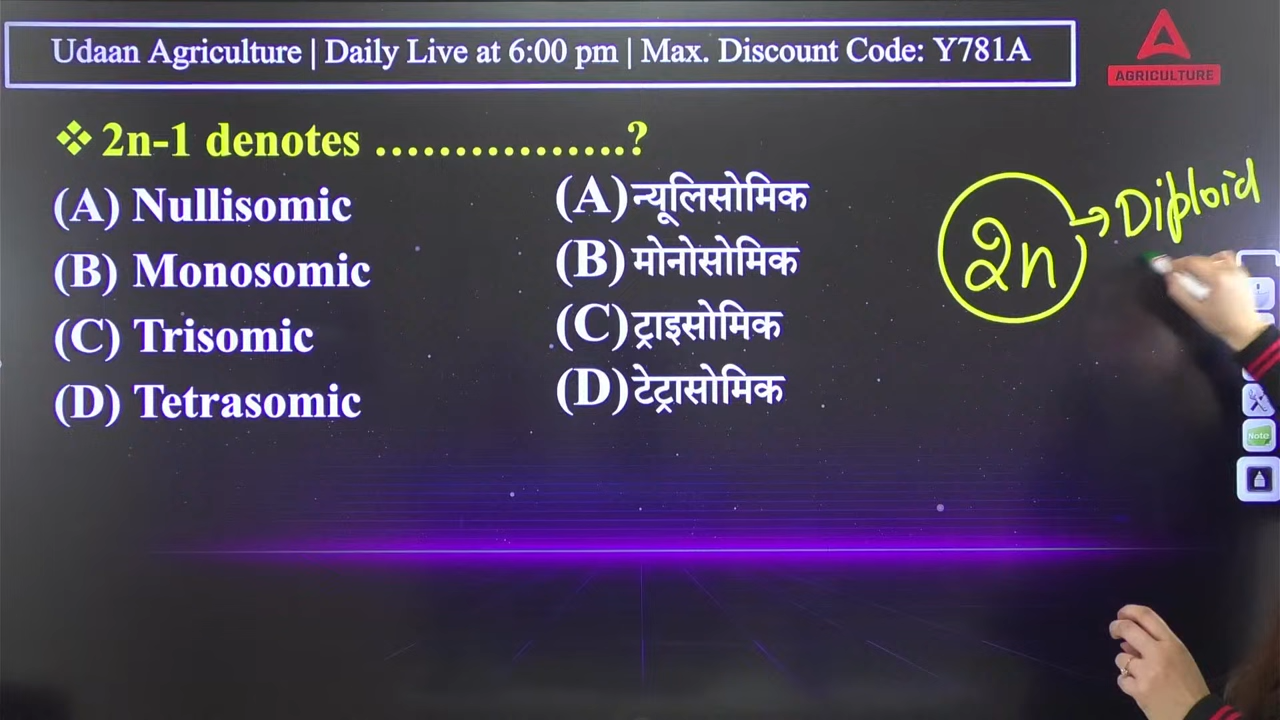 Udaan Agriculture | Daily Live at 6:00 pm | Max. Discount Code: Y781A
AGRICULTURE
❖ 2n-1 denotes …………….?
(A) Nullisomic
(B) Monosomic
(C) Trisomic
(D) Tetrasomic
(A) न्यूलिसोमिक
(B) मोनोसोमिक
(C) ट्राइसोमिक
(D) टेट्रासोमिक
2n → Diploid
Note